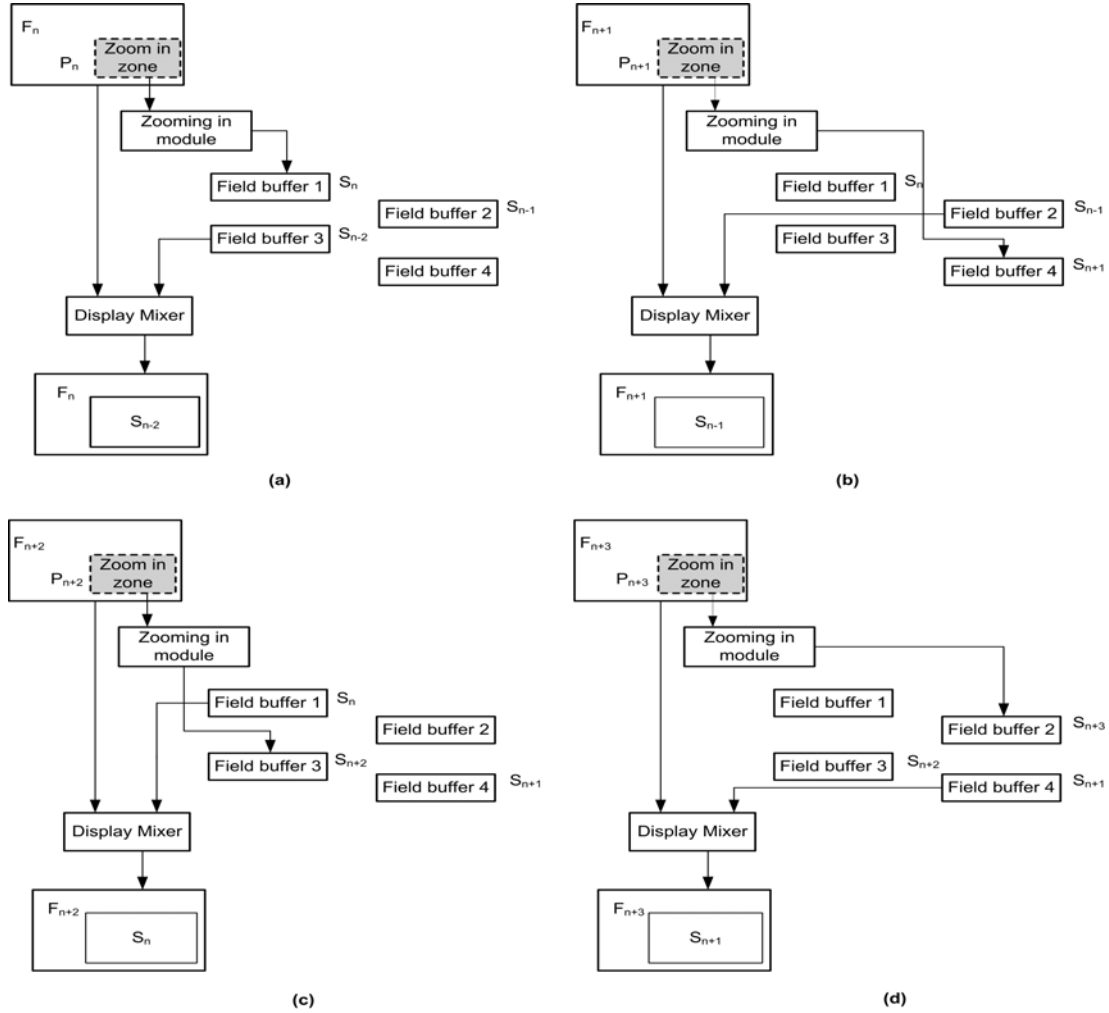 Fn
Pn
Zoom in
zone
Zooming in
module
Field buffer 1
Sn
Field buffer 2
Sn-1
Field buffer 3
Sn-2
Field buffer 4
Display Mixer
Fn
Sn-2
(a)
Fn+1
Pn+1
Zoom in
zone
Zooming in
module
Field buffer 1
Sn
Field buffer 2
Sn-1
Field buffer 3
Field buffer 4
Sn+1
Display Mixer
Fn+1
Sn-1
(b)
Fn+2
Pn+2
Zoom in
zone
Zooming in
module
Field buffer 1
Sn
Field buffer 2
Field buffer 3
Sn+2
Field buffer 4
Sn+1
Display Mixer
Fn+2
Sn
(c)
Fn+3
Pn+3
Zoom in
zone
Zooming in
module
Field buffer 1
Field buffer 2
Sn+3
Field buffer 3
Sn+2
Field buffer 4
Sn+1
Display Mixer
Fn+3
Sn+1
(d)